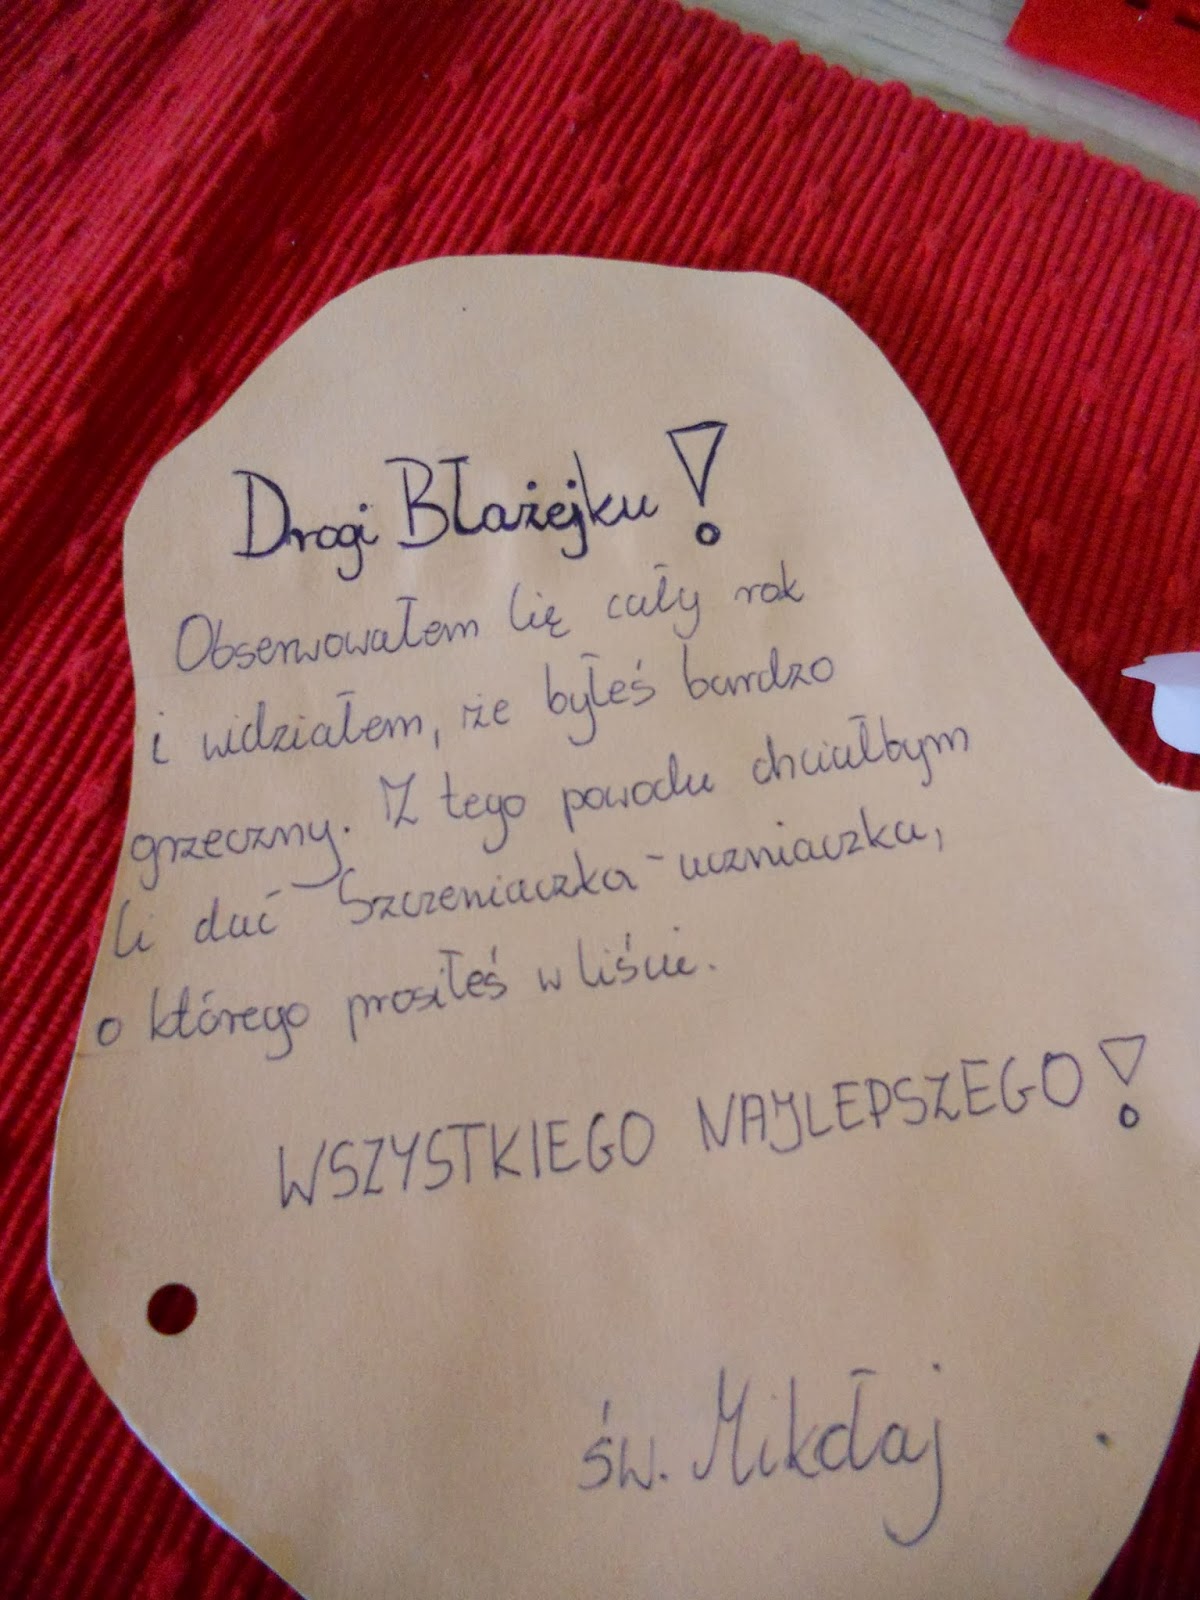 Drogi Błażejku!
Obserwowałem Cię cały rok
i widziałem, że byłeś bardzo
grzeczny. Z tego powodu chciałbym
Ci dać Szczeniaczka-uczniaczka,
o którego prosiłeś w liście.
WSZYSTKIEGO NAJLEPSZEGO!
św. Mikołaj